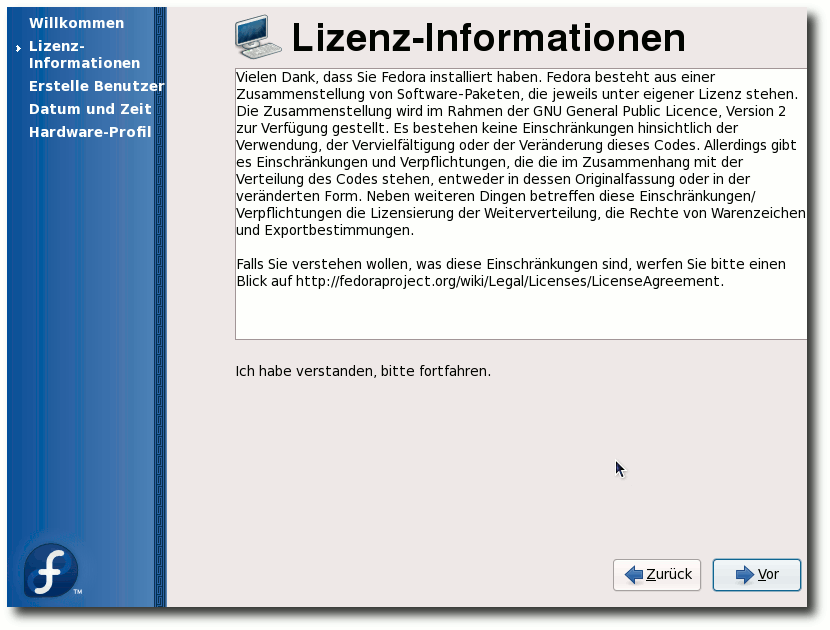 Willkommen
Lizenz-
Informationen
Erstelle Benutzer
Datum und Zeit
Hardware-Profil
Lizenz-Informationen
Vielen Dank, dass Sie Fedora installiert haben. Fedora besteht aus einer
Zusammenstellung von Software-Paketen, die jeweils unter eigener Lizenz stehen.
Die Zusammenstellung wird im Rahmen der GNU General Public Licence, Version 2
zur Verfügung gestellt. Es bestehen keine Einschränkungen hinsichtlich der
Verwendung, der Vervielfältigung oder der Veränderung dieses Codes. Allerdings gibt
es Einschränkungen und Verpflichtungen, die die im Zusammenhang mit der
Verteilung des Codes stehen, entweder in dessen Originalfassung oder in der
veränderten Form. Neben weiteren Dingen betreffen diese Einschränkungen/
Verpflichtungen die Lizensierung der Weiterverteilung, die Rechte von Warenzeichen
und Exportbestimmungen.
Falls Sie verstehen wollen, was diese Einschränkungen sind, werfen Sie bitte einen
Blick auf http://fedoraproject.org/wiki/Legal/Licenses/LicenseAgreement.
Ich habe verstanden, bitte fortfahren.
Zurück
Vor
f
TM